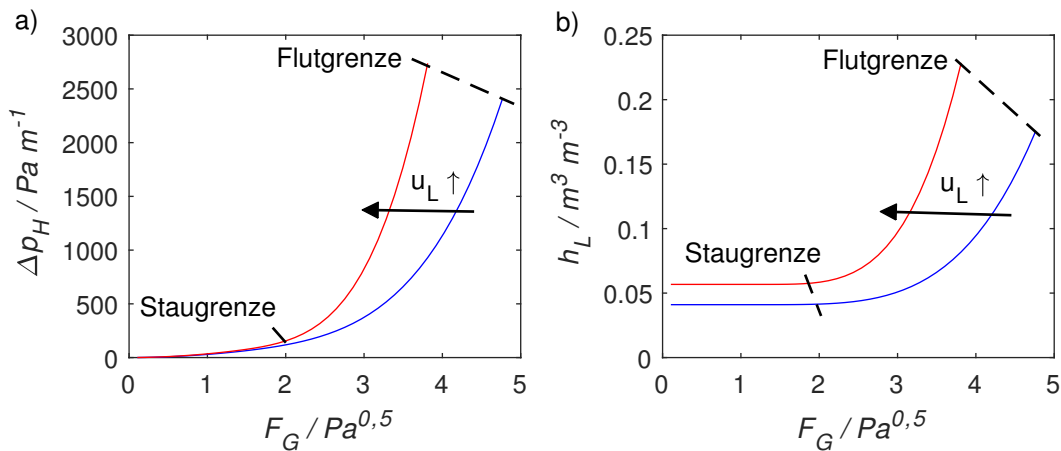 a)
3000
2500
2000
1500
1000
500
0
Δp_H / Pa m^-1
Flutgrenze
u_L ↑
Staugrenze
0 1 2 3 4 5
F_G / Pa^0,5
b)
0.25
0.2
0.15
0.1
0.05
0
h_L / m^3 m^-3
Flutgrenze
u_L ↑
Staugrenze
0 1 2 3 4 5
F_G / Pa^0,5